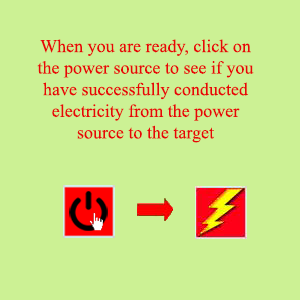 When you are ready, click on
the power source to see if you
have successfully conducted
electricity from the power
source to the target